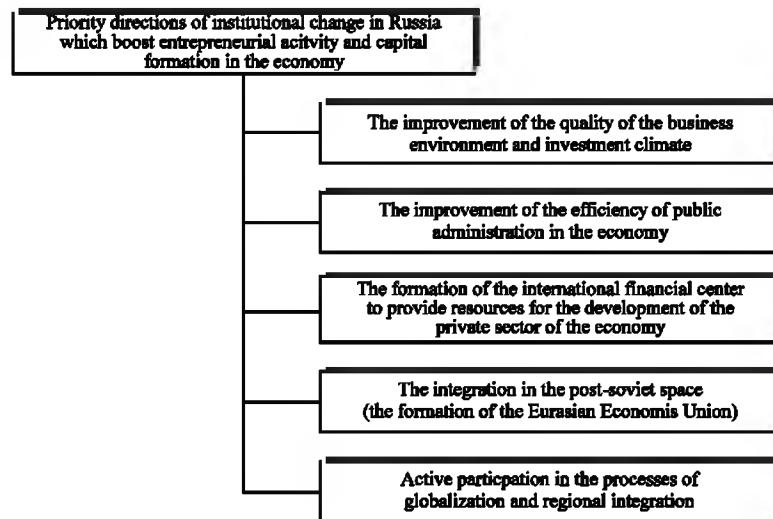 Priority directions of institutional change in Russia
which boost entrepreneurial acitvity and capital
formation in the economy
The improvement of the quality of the business
environment and investment climate
The improvement of the efficiency of public
administration in the economy
The formation of the international financial center
to provide resources for the development of the
private sector of the economy
The integration in the post-soviet space
(the formation of the Eurasian Economis Union)
Active particpation in the processes of
globalization and regional integration